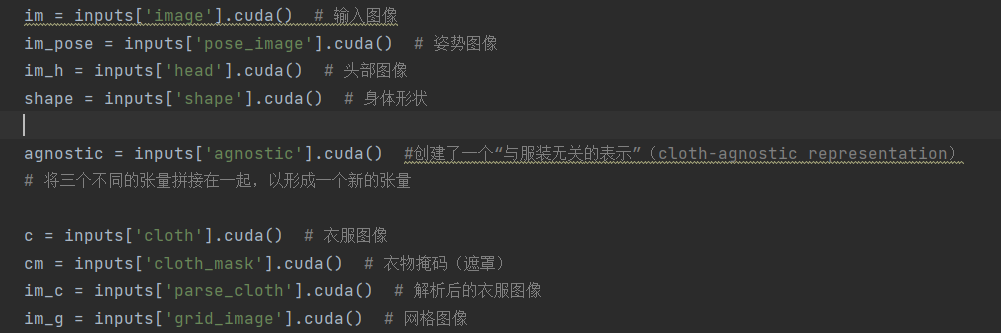 im = inputs['image'].cuda()  # 输入图像
im_pose = inputs['pose_image'].cuda()  # 姿势图像
im_h = inputs['head'].cuda()  # 头部图像
shape = inputs['shape'].cuda()  # 身体形状
agnostic = inputs['agnostic'].cuda()  #创建了一个“与服装无关的表示”（cloth-agnostic representation）
# 将三个不同的张量拼接在一起，以形成一个新的张量
c = inputs['cloth'].cuda()  # 衣服图像
cm = inputs['cloth_mask'].cuda()  # 衣物掩码（遮罩）
im_c = inputs['parse_cloth'].cuda()  # 解析后的衣服图像
im_g = inputs['grid_image'].cuda()  # 网格图像